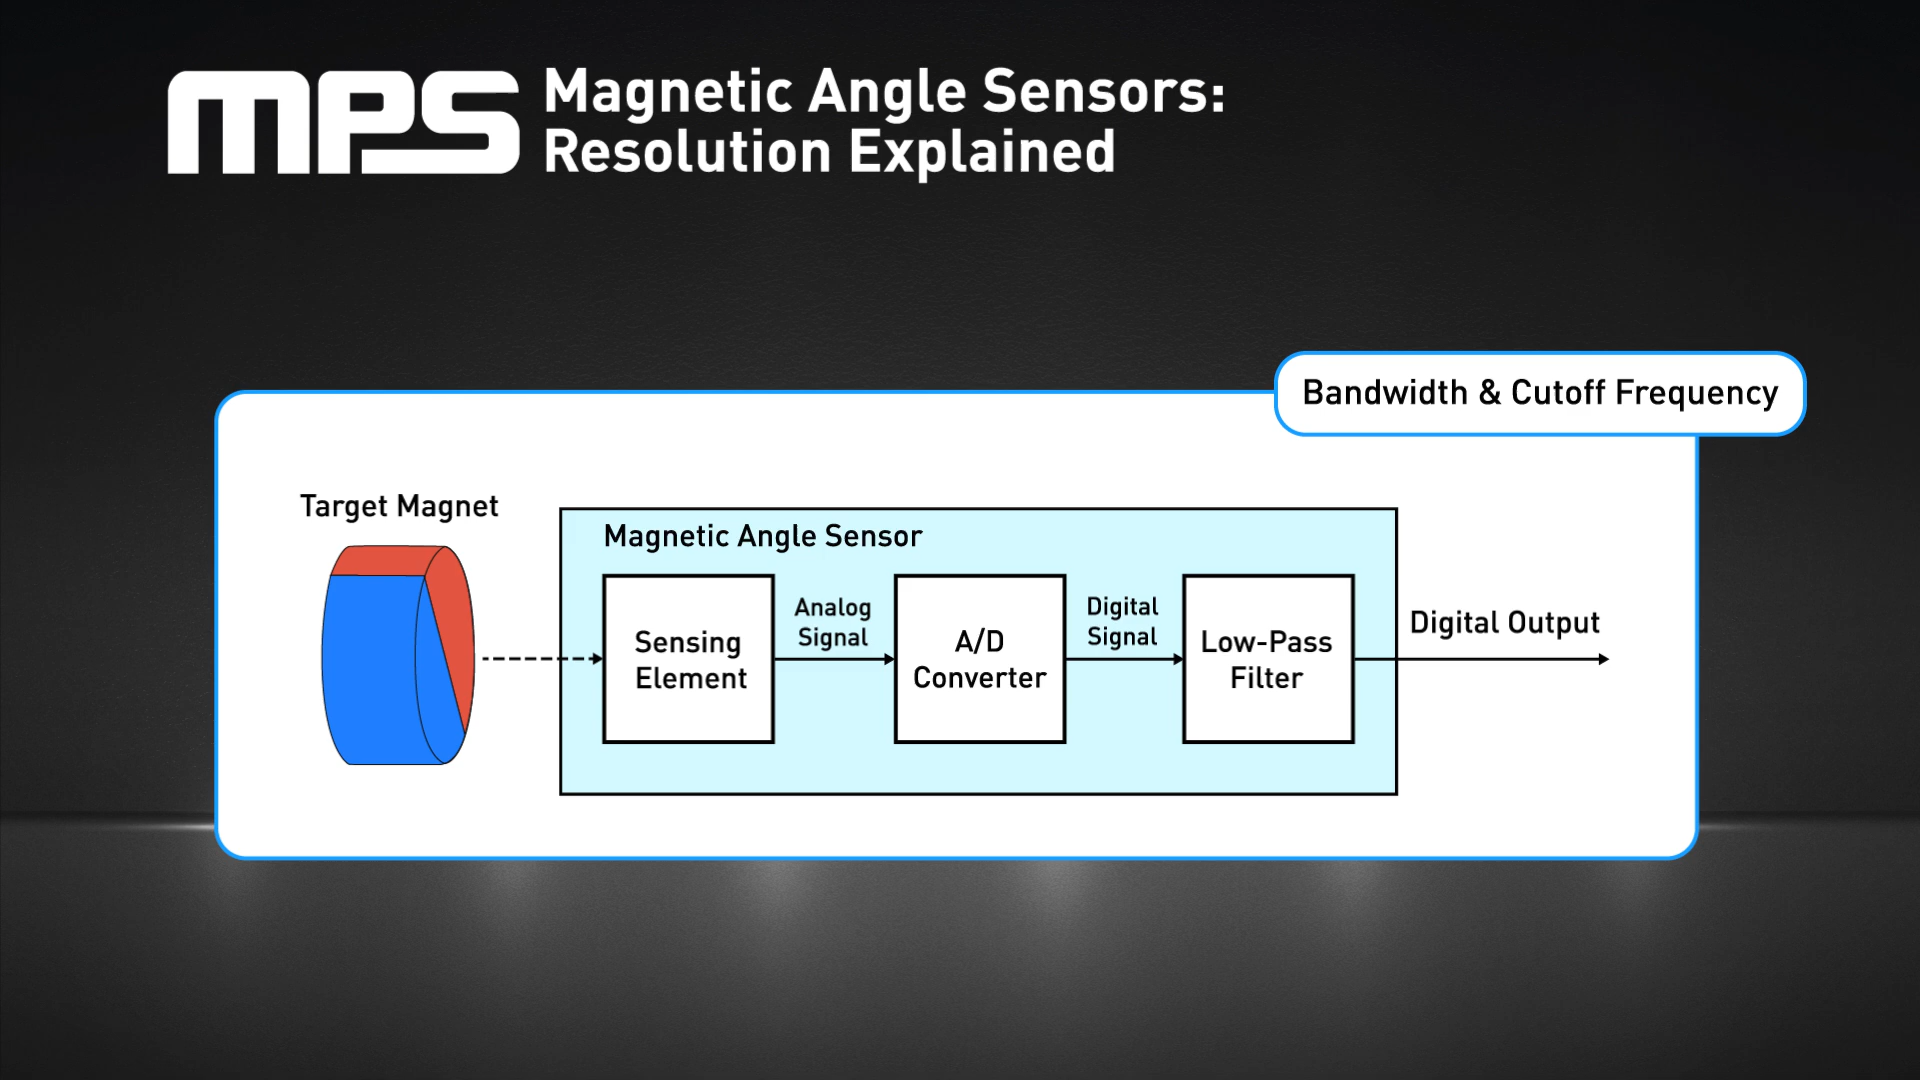 MPS
Magnetic Angle Sensors:
Resolution Explained
Bandwidth & Cutoff Frequency
Target Magnet
Magnetic Angle Sensor
Sensing
Element
Analog
Signal
A/D
Converter
Digital
Signal
Low-Pass
Filter
Digital Output